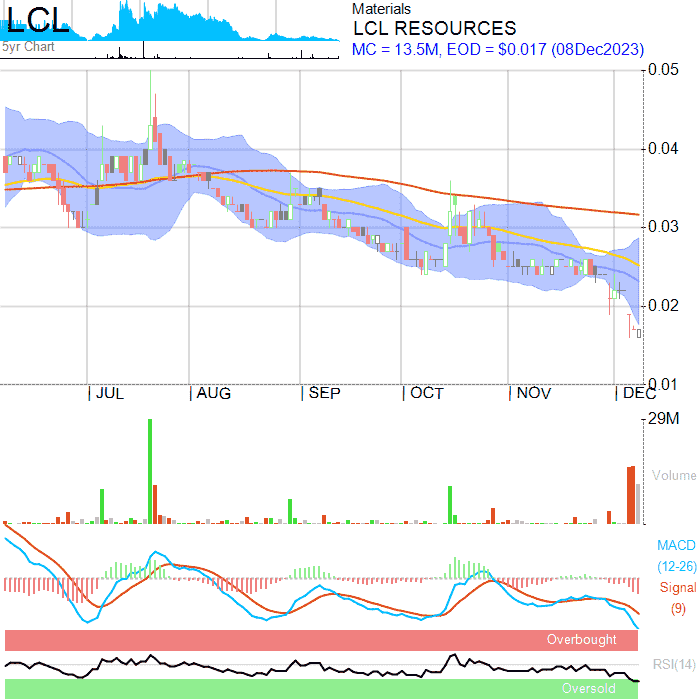 LCL
5yr Chart
Materials
LCL RESOURCES
MC = 13.5M, EOD = $0.017 (08Dec2023)
0.05
0.04
0.03
0.02
0.01
JUL AUG SEP OCT NOV DEC
29M
Volume
MACD
(12-26)
Signal
(9)
Overbought
RSI(14)
Oversold